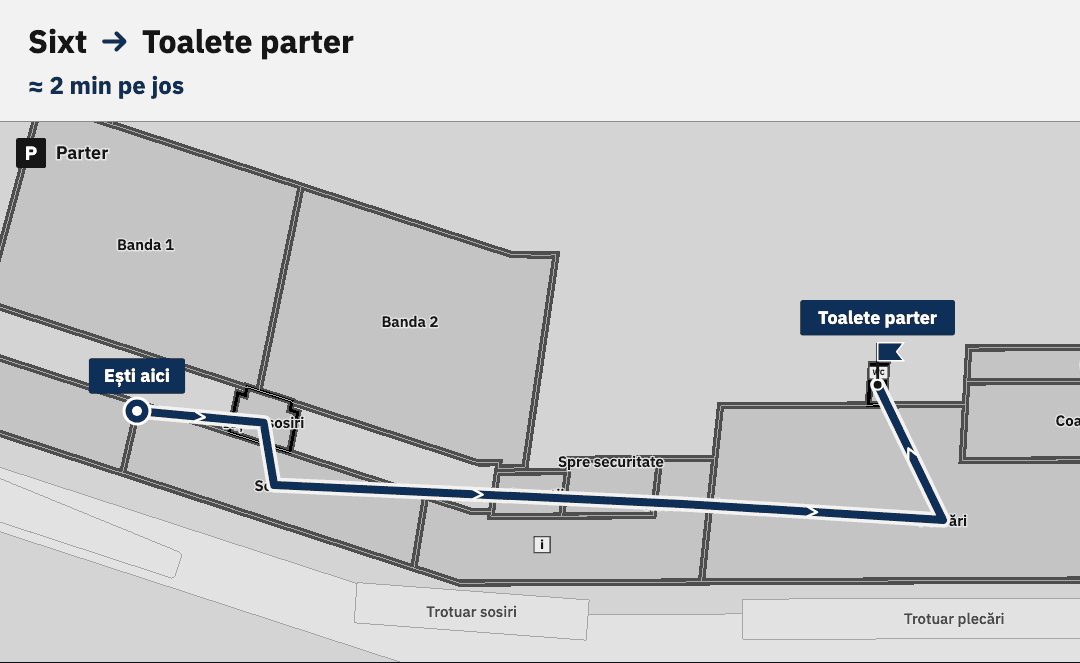 Sixt → Toalete parter
≈ 2 min pe jos
P Parter
Banda 1
Banda 2
Toalete parter
WC
Ești aici
sosiri
Spre securitate
i
ări
Trotuar sosiri
Trotuar plecări